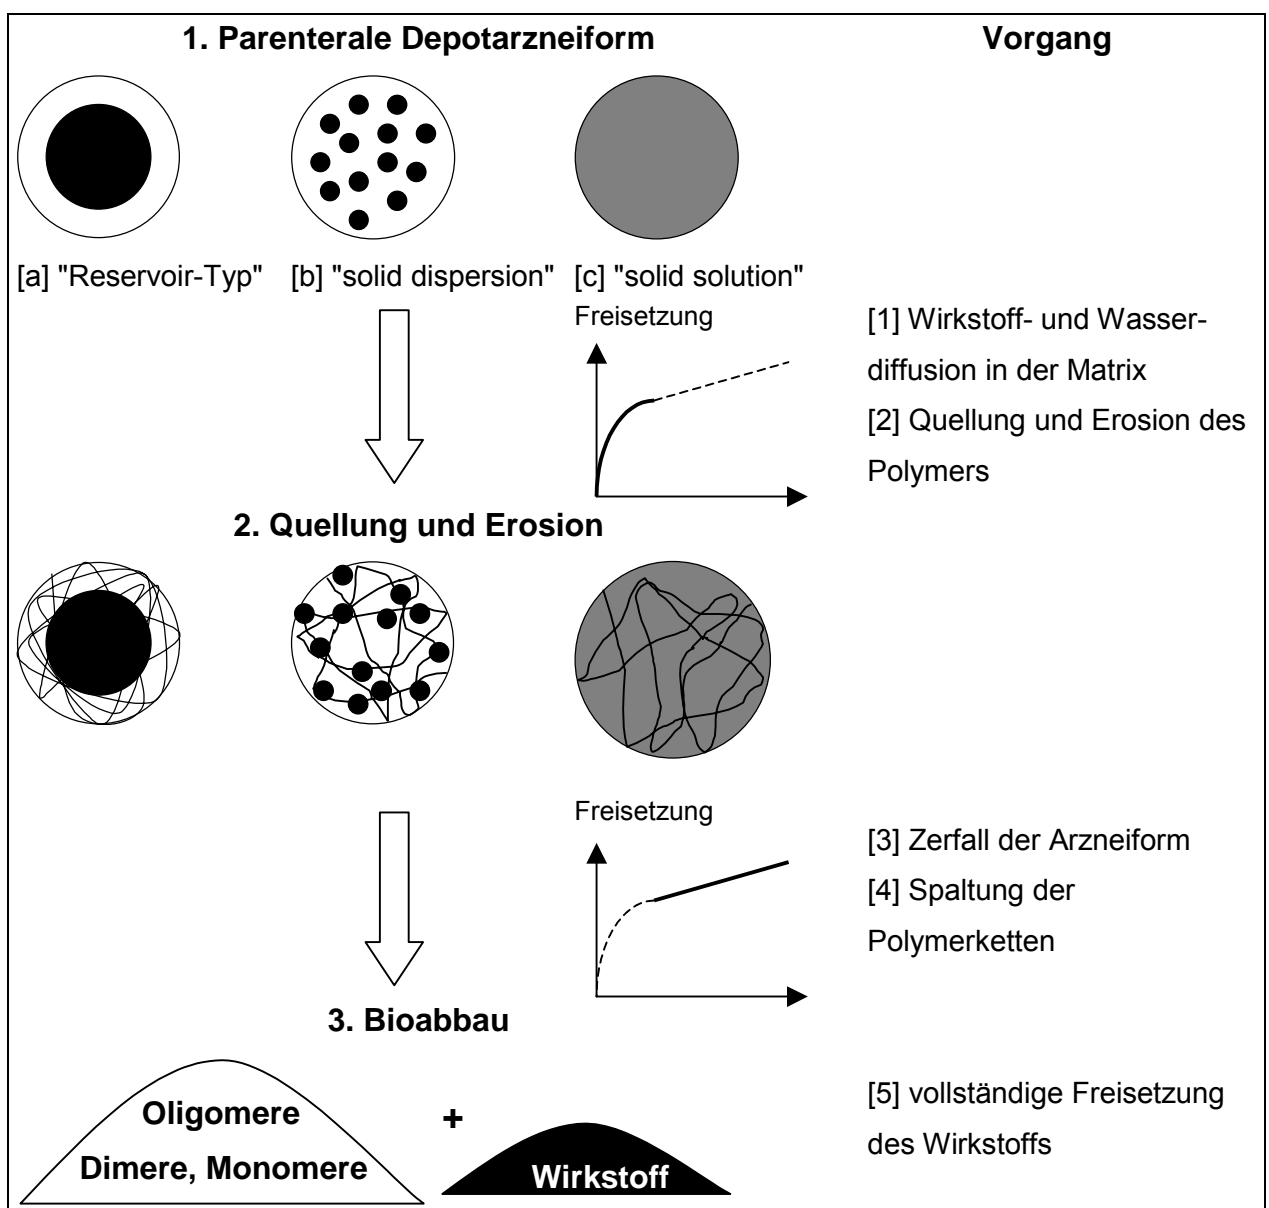 1. Parenterale Depotarzneiform
Vorgang
[a] "Reservoir-Typ"
[b] "solid dispersion"
[c] "solid solution"
Freisetzung
[1] Wirkstoff- und Wasser-
diffusion in der Matrix
[2] Quellung und Erosion des
Polymers
2. Quellung und Erosion
Freisetzung
[3] Zerfall der Arzneiform
[4] Spaltung der
Polymerketten
3. Bioabbau
Oligomere
Dimere, Monomere
+
Wirkstoff
[5] vollständige Freisetzung
des Wirkstoffs